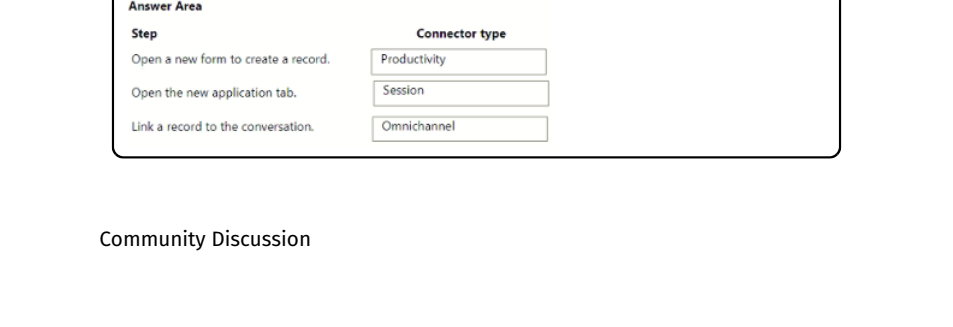 Answer Area
Step Connector type
Open a new form to create a record. Productivity
Open the new application tab. Session
Link a record to the conversation. Omnichannel
Community Discussion